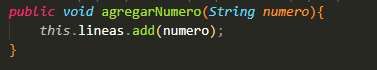 public void agregarNumero(String numero){
    this.lineas.add(numero);
}